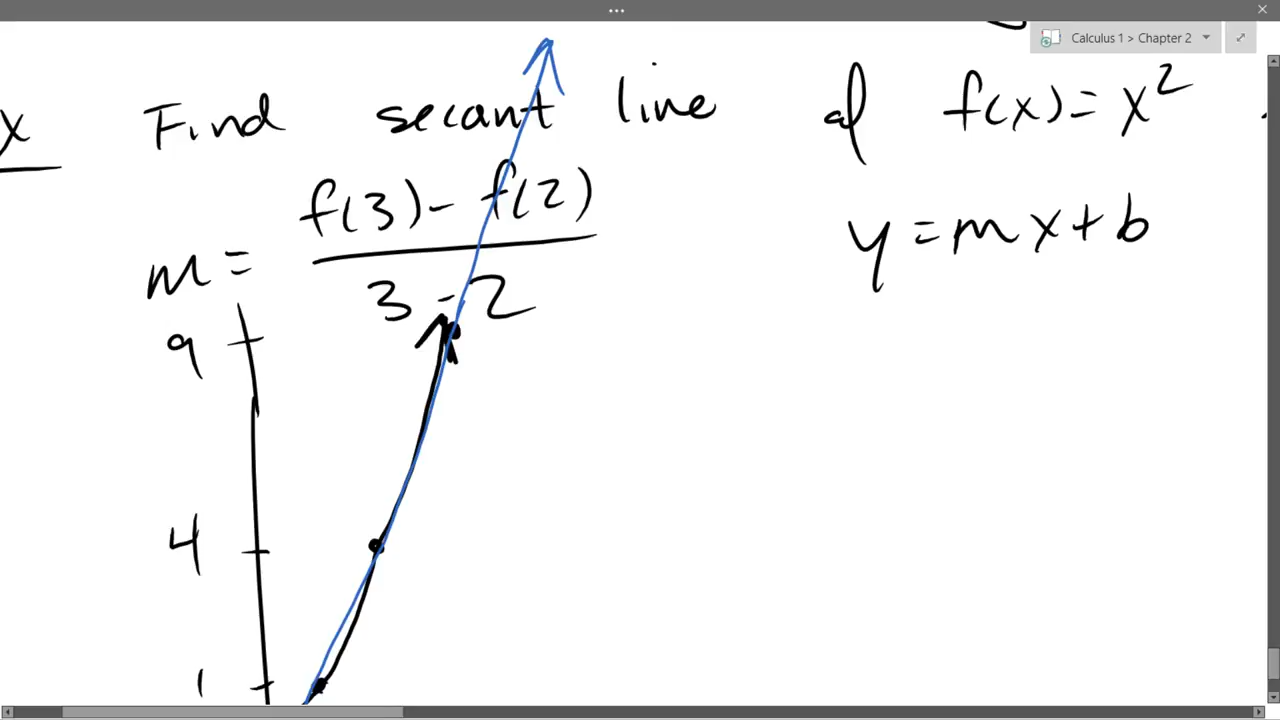 Calculus 1 > Chapter 2
x Find secant line of f(x)=x²
m = f(3) - f(2) / 3 - 2
y = mx + b
9
4
1